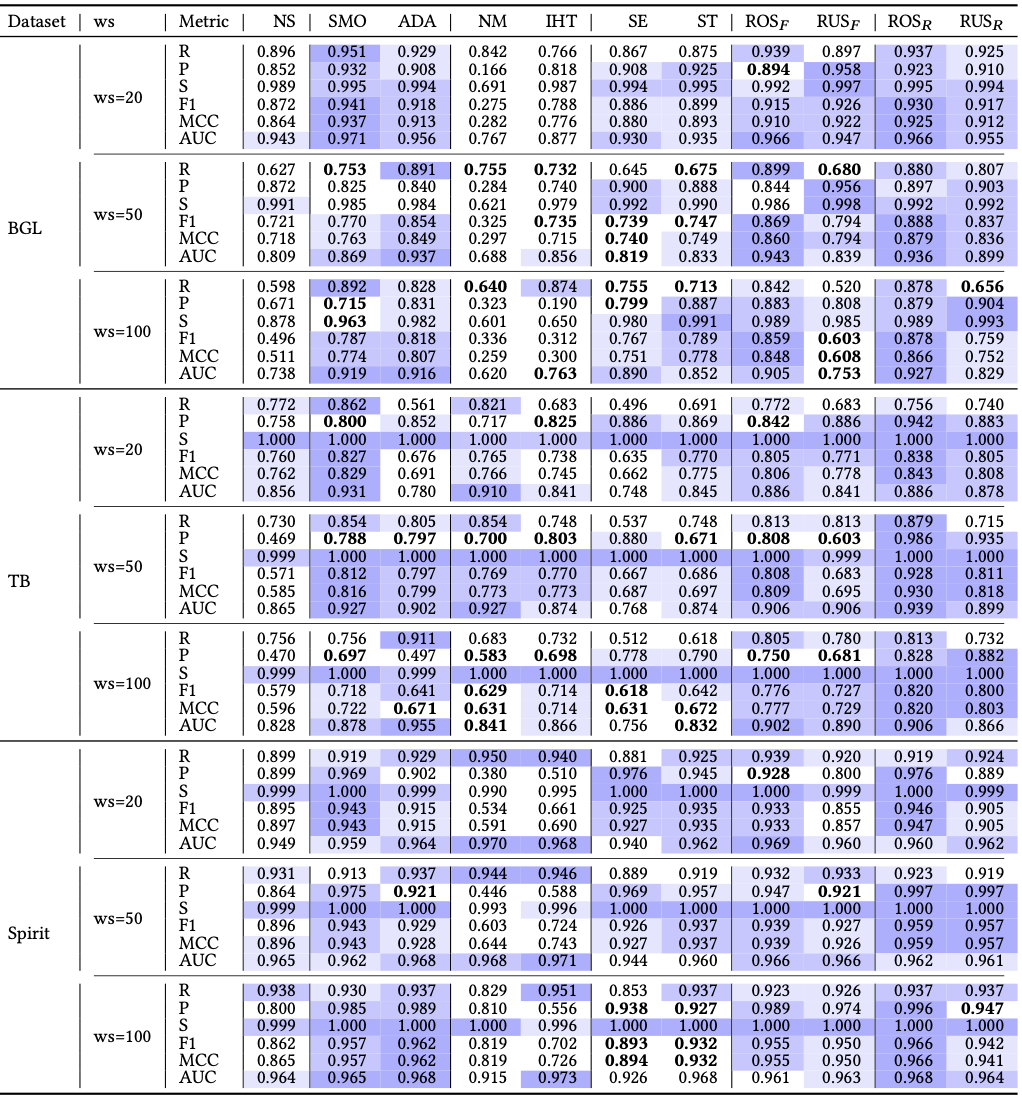 Dataset | ws | Metric | NS | SMO ADA | NM IHT | SE ST | ROS_F RUS_F | ROS_R RUS_R
R 0.896 0.951 0.929 0.842 0.766 0.867 0.875 0.939 0.897 0.937 0.925
P 0.852 0.932 0.908 0.166 0.818 0.908 0.925 0.894 0.958 0.923 0.910
S 0.989 0.995 0.994 0.691 0.987 0.994 0.995 0.992 0.997 0.995 0.994
ws=20
F1 0.872 0.941 0.918 0.275 0.788 0.886 0.899 0.915 0.926 0.930 0.917
MCC 0.864 0.937 0.913 0.282 0.776 0.880 0.893 0.910 0.922 0.925 0.912
AUC 0.943 0.971 0.956 0.767 0.877 0.930 0.935 0.966 0.947 0.966 0.955
R 0.627 0.753 0.891 0.755 0.732 0.645 0.675 0.899 0.680 0.880 0.807
P 0.872 0.825 0.840 0.284 0.740 0.900 0.888 0.844 0.956 0.897 0.903
S 0.991 0.985 0.984 0.621 0.979 0.992 0.990 0.986 0.998 0.992 0.992
BGL ws=50
F1 0.721 0.770 0.854 0.325 0.735 0.739 0.747 0.869 0.794 0.888 0.837
MCC 0.718 0.763 0.849 0.297 0.715 0.740 0.749 0.860 0.794 0.879 0.836
AUC 0.809 0.869 0.937 0.688 0.856 0.819 0.833 0.943 0.839 0.936 0.899
R 0.598 0.892 0.828 0.640 0.874 0.755 0.713 0.842 0.520 0.878 0.656
P 0.671 0.715 0.831 0.323 0.190 0.799 0.887 0.883 0.808 0.879 0.904
S 0.878 0.963 0.982 0.601 0.650 0.980 0.991 0.989 0.985 0.989 0.993
ws=100
F1 0.496 0.787 0.818 0.336 0.312 0.767 0.789 0.859 0.603 0.878 0.759
MCC 0.511 0.774 0.807 0.259 0.300 0.751 0.778 0.848 0.608 0.866 0.752
AUC 0.738 0.919 0.916 0.620 0.763 0.890 0.852 0.905 0.753 0.927 0.829
R 0.772 0.862 0.561 0.821 0.683 0.496 0.691 0.772 0.683 0.756 0.740
P 0.758 0.800 0.852 0.717 0.825 0.886 0.869 0.842 0.886 0.942 0.883
S 1.000 1.000 1.000 1.000 1.000 1.000 1.000 1.000 1.000 1.000 1.000
ws=20
F1 0.760 0.827 0.676 0.765 0.738 0.635 0.770 0.805 0.771 0.838 0.805
MCC 0.762 0.829 0.691 0.766 0.745 0.662 0.775 0.806 0.778 0.843 0.808
AUC 0.856 0.931 0.780 0.910 0.841 0.748 0.845 0.886 0.841 0.886 0.878
R 0.730 0.854 0.805 0.854 0.748 0.537 0.748 0.813 0.813 0.879 0.715
P 0.469 0.788 0.797 0.700 0.803 0.880 0.671 0.808 0.603 0.986 0.935
S 0.999 1.000 1.000 1.000 1.000 1.000 1.000 1.000 0.999 1.000 1.000
TB ws=50
F1 0.571 0.812 0.797 0.769 0.770 0.667 0.686 0.808 0.683 0.928 0.811
MCC 0.585 0.816 0.799 0.773 0.773 0.687 0.697 0.809 0.695 0.930 0.818
AUC 0.865 0.927 0.902 0.927 0.874 0.768 0.874 0.906 0.906 0.939 0.899
R 0.756 0.756 0.911 0.683 0.732 0.512 0.618 0.805 0.780 0.813 0.732
P 0.470 0.697 0.497 0.583 0.698 0.778 0.790 0.750 0.681 0.828 0.882
S 0.999 1.000 0.999 1.000 1.000 1.000 1.000 1.000 1.000 1.000 1.000
ws=100
F1 0.579 0.718 0.641 0.629 0.714 0.618 0.642 0.776 0.727 0.820 0.800
MCC 0.596 0.722 0.671 0.631 0.714 0.631 0.672 0.777 0.729 0.820 0.803
AUC 0.828 0.878 0.955 0.841 0.866 0.756 0.832 0.902 0.890 0.906 0.866
R 0.899 0.919 0.929 0.950 0.940 0.881 0.925 0.939 0.920 0.919 0.924
P 0.899 0.969 0.902 0.380 0.510 0.976 0.945 0.928 0.800 0.976 0.889
S 0.999 1.000 0.999 0.990 0.995 1.000 1.000 1.000 0.999 1.000 0.999
ws=20
F1 0.895 0.943 0.915 0.534 0.661 0.925 0.935 0.933 0.855 0.946 0.905
MCC 0.897 0.943 0.915 0.591 0.690 0.927 0.935 0.933 0.857 0.947 0.905
AUC 0.949 0.959 0.964 0.970 0.968 0.940 0.962 0.969 0.960 0.960 0.962
R 0.931 0.913 0.937 0.944 0.946 0.889 0.919 0.932 0.933 0.923 0.919
P 0.864 0.975 0.921 0.446 0.588 0.969 0.957 0.947 0.921 0.997 0.997
S 0.999 1.000 1.000 0.993 0.996 1.000 1.000 1.000 1.000 1.000 1.000
Spirit ws=50
F1 0.896 0.943 0.929 0.603 0.724 0.926 0.937 0.939 0.927 0.959 0.957
MCC 0.896 0.943 0.928 0.644 0.743 0.927 0.937 0.939 0.926 0.959 0.957
AUC 0.965 0.962 0.968 0.968 0.971 0.944 0.960 0.966 0.966 0.962 0.961
R 0.938 0.930 0.937 0.829 0.951 0.853 0.937 0.923 0.926 0.937 0.937
P 0.800 0.985 0.989 0.810 0.556 0.938 0.927 0.989 0.974 0.996 0.947
S 0.999 1.000 1.000 1.000 0.996 1.000 1.000 1.000 1.000 1.000 1.000
ws=100
F1 0.862 0.957 0.962 0.819 0.702 0.893 0.932 0.955 0.950 0.966 0.942
MCC 0.865 0.957 0.962 0.819 0.726 0.894 0.932 0.955 0.950 0.966 0.941
AUC 0.964 0.965 0.968 0.915 0.973 0.926 0.968 0.961 0.963 0.968 0.964